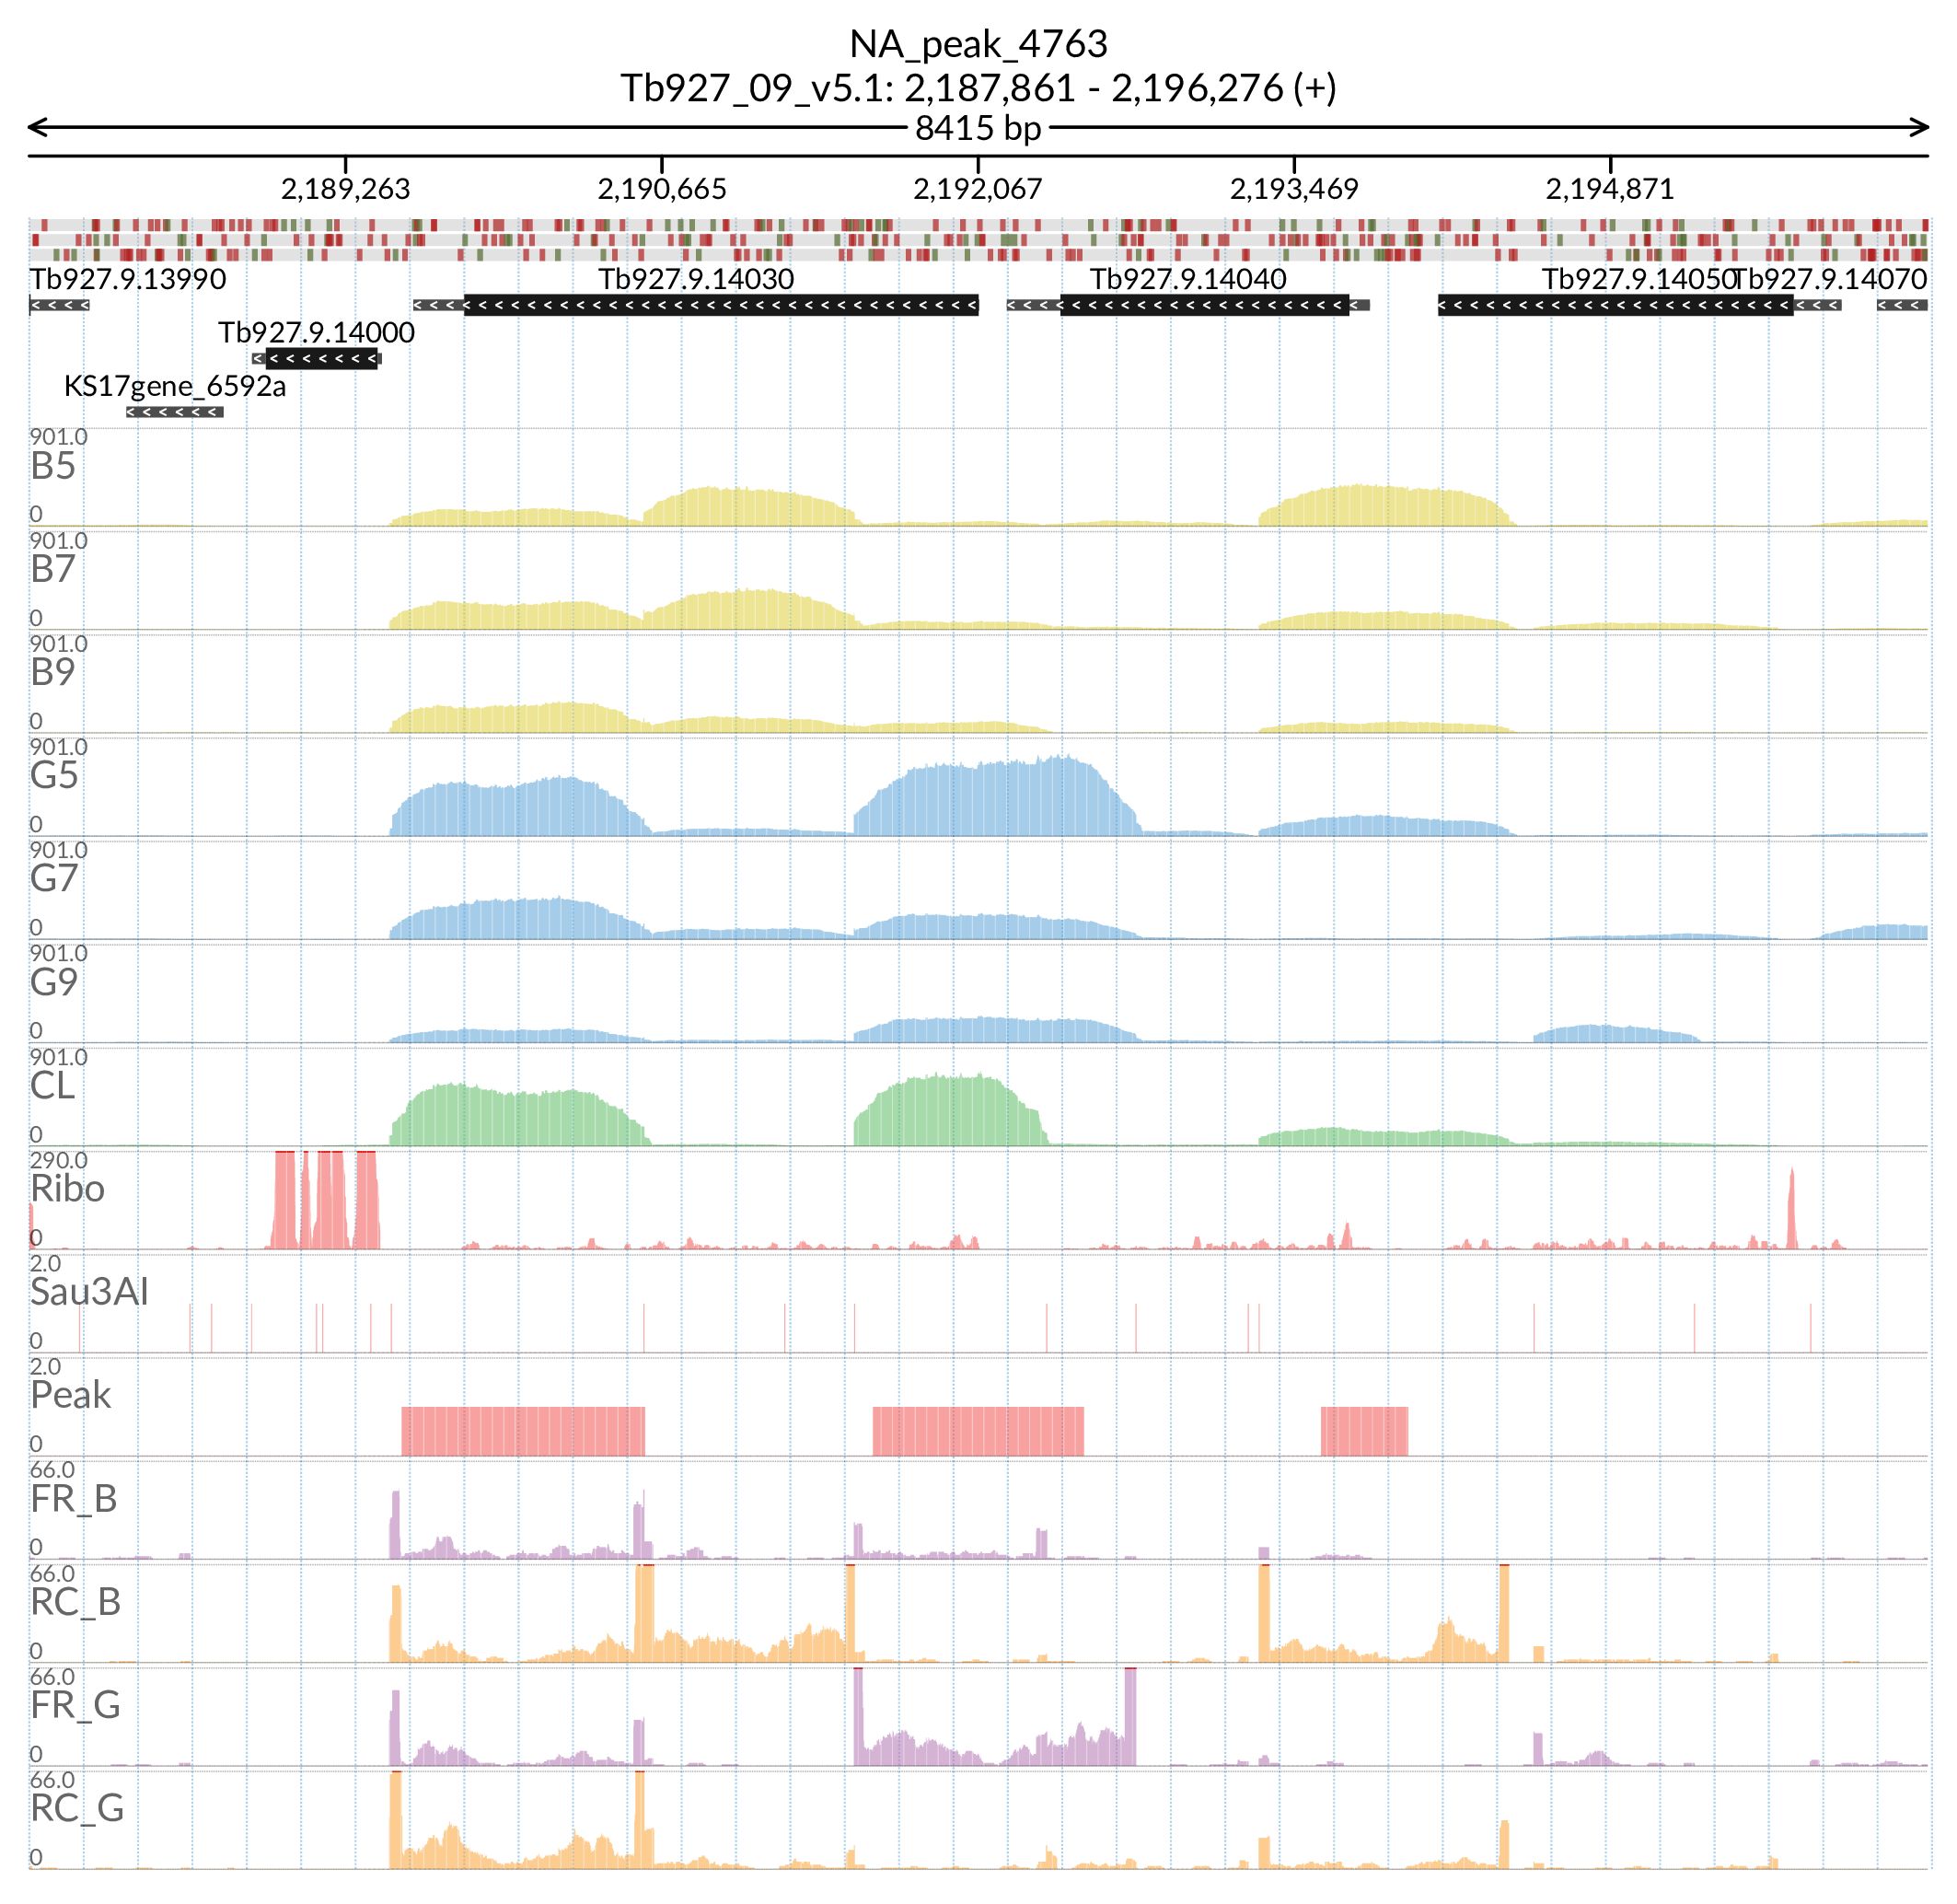 NA_peak_4763
Tb927_09_v5.1: 2,187,861 - 2,196,276 (+)
8415 bp
2,189,263 2,190,665 2,192,067 2,193,469 2,194,871
Tb927.9.13990 Tb927.9.14030 Tb927.9.14040 Tb927.9.14050 Tb927.9.14070
Tb927.9.14000
KS17gene_6592a
901.0
B5
0
901.0
B7
0
901.0
B9
0
901.0
G5
0
901.0
G7
0
901.0
G9
0
901.0
CL
0
290.0
Ribo
0
2.0
Sau3AI
0
2.0
Peak
0
66.0
FR_B
0
66.0
RC_B
0
66.0
FR_G
0
66.0
RC_G
0